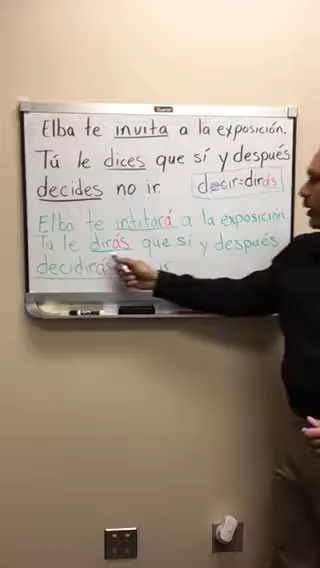 Elba te invita a la exposición.
Tú le dices que sí y después
decides no ir.
decir=dirás
Elba te intitará a la exposición.
Tú le dirás que sí y después
decidirás ir.